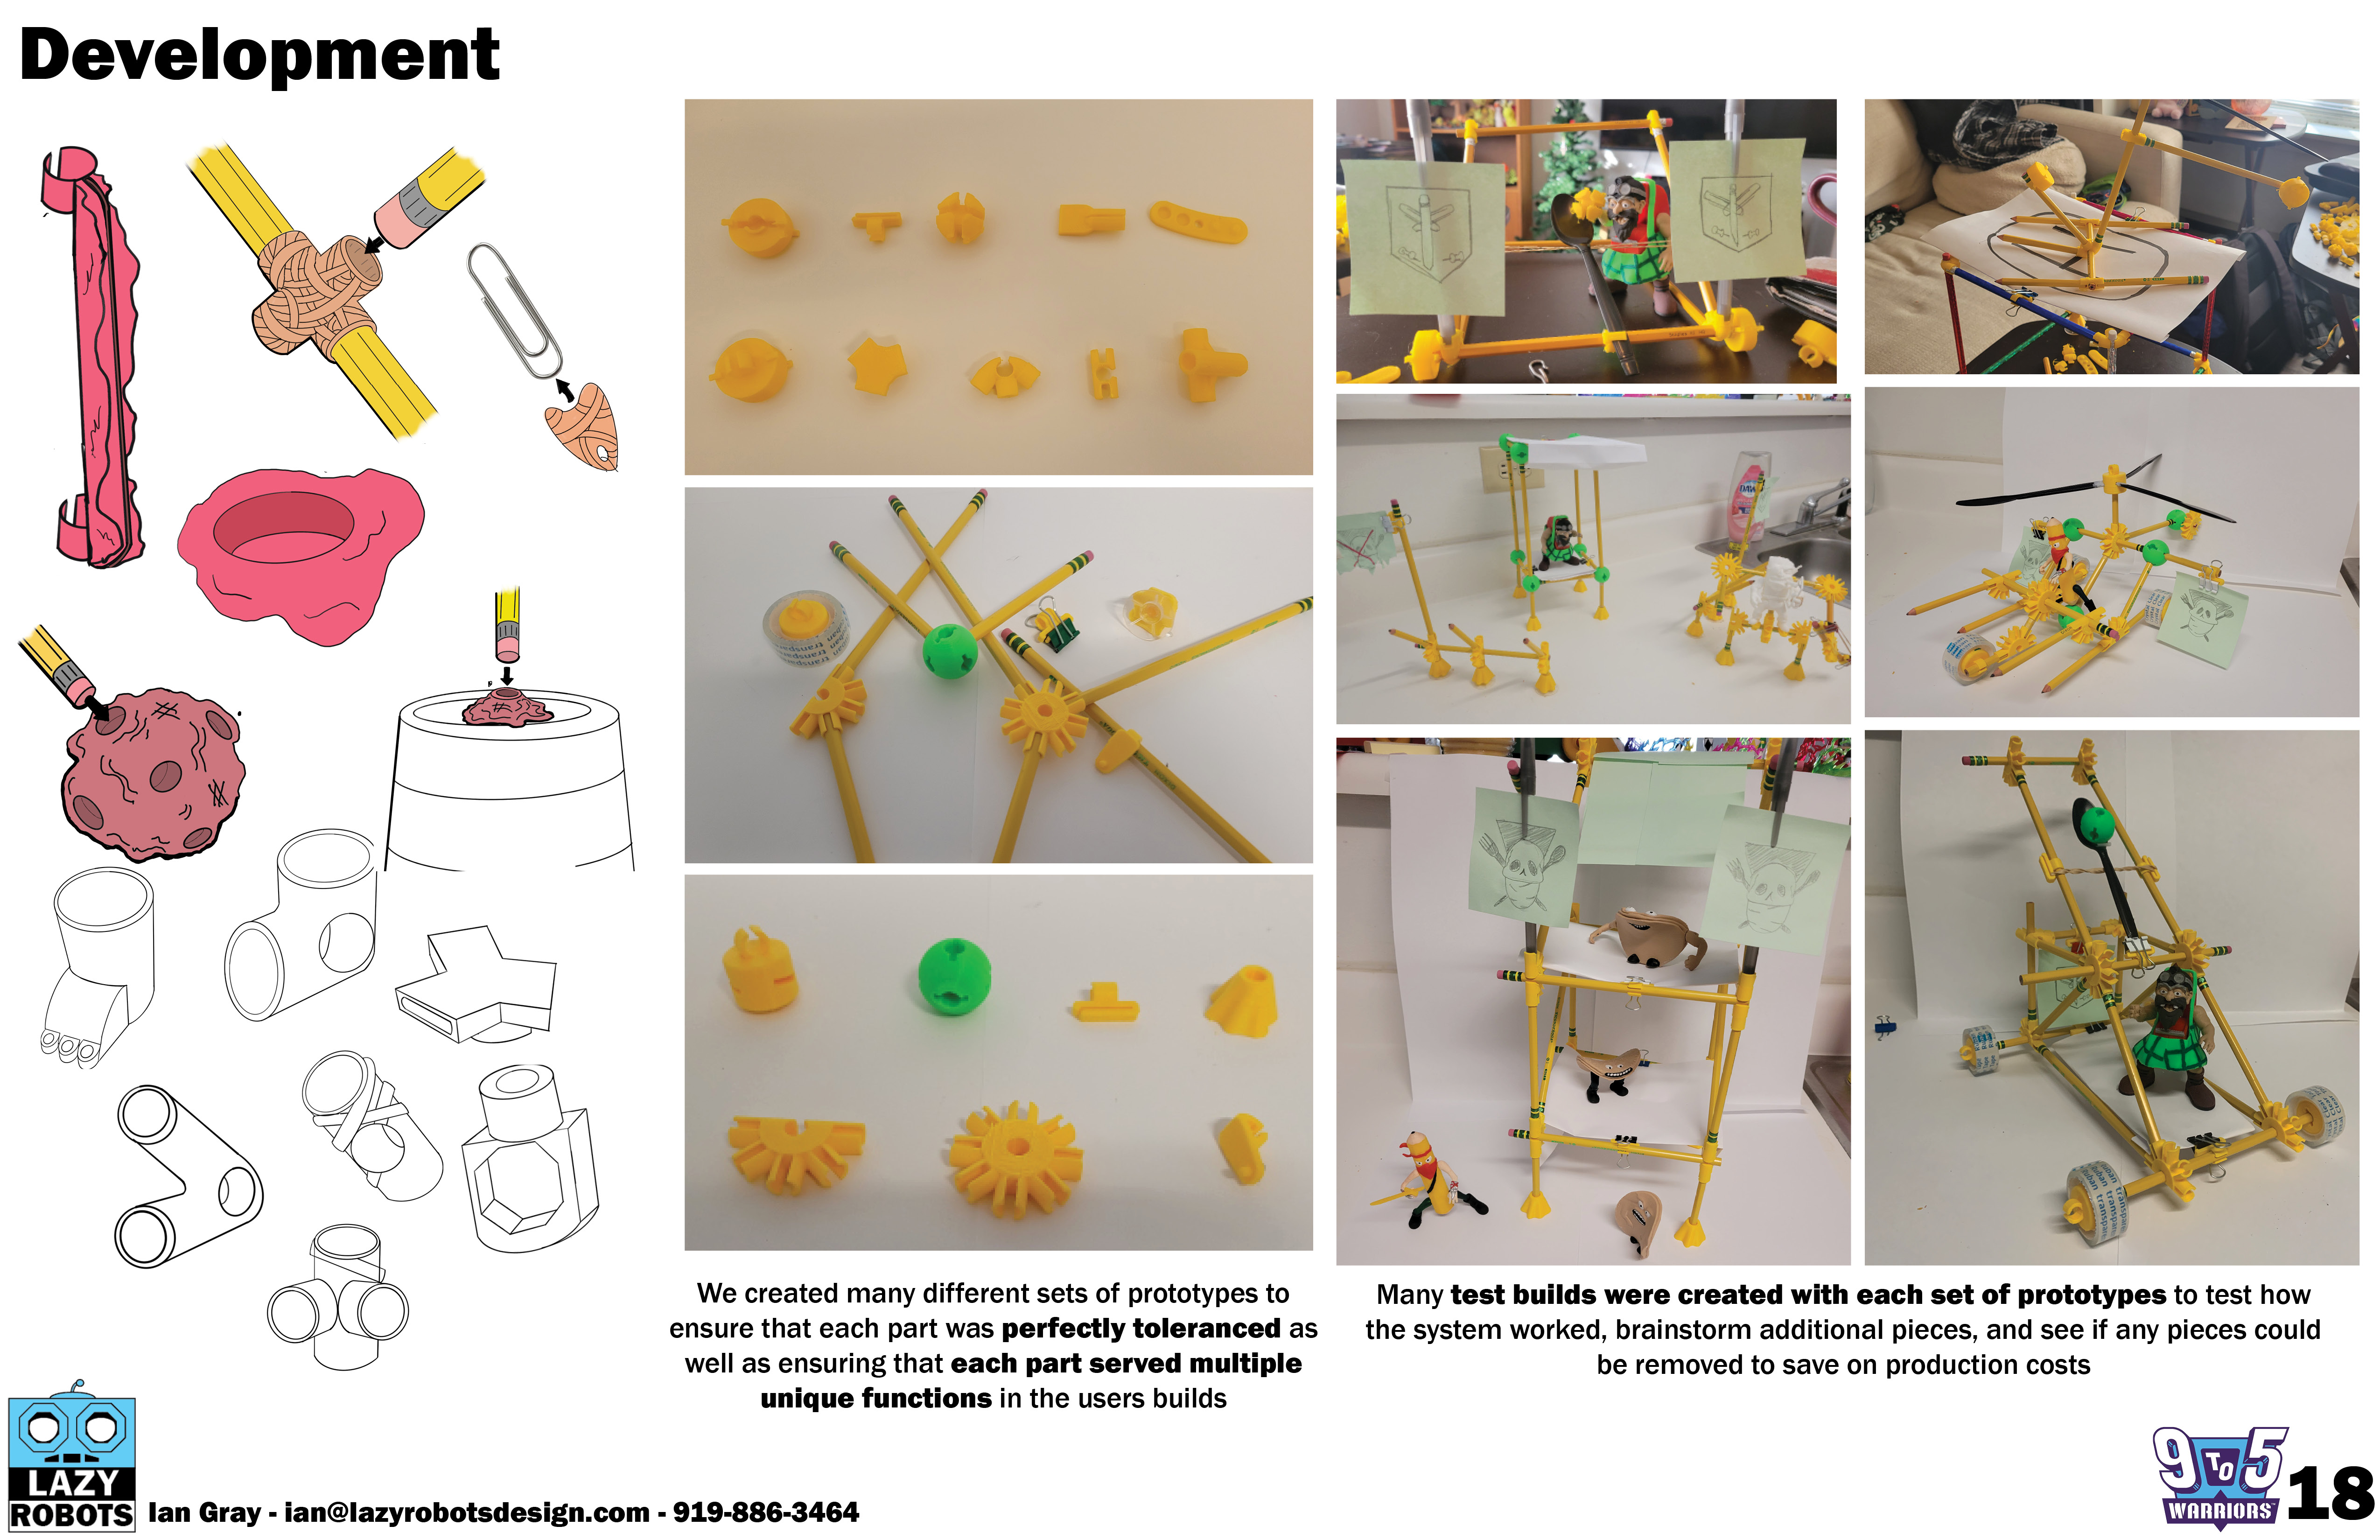 Development
We created many different sets of prototypes to
ensure that each part was perfectly toleranced as
well as ensuring that each part served multiple
unique functions in the users builds
Many test builds were created with each set of prototypes to test how
the system worked, brainstorm additional pieces, and see if any pieces could
be removed to save on production costs
LAZY
ROBOTS
Ian Gray - ian@lazyrobotsdesign.com - 919-886-3464
9 TO 5
WARRIORS
18